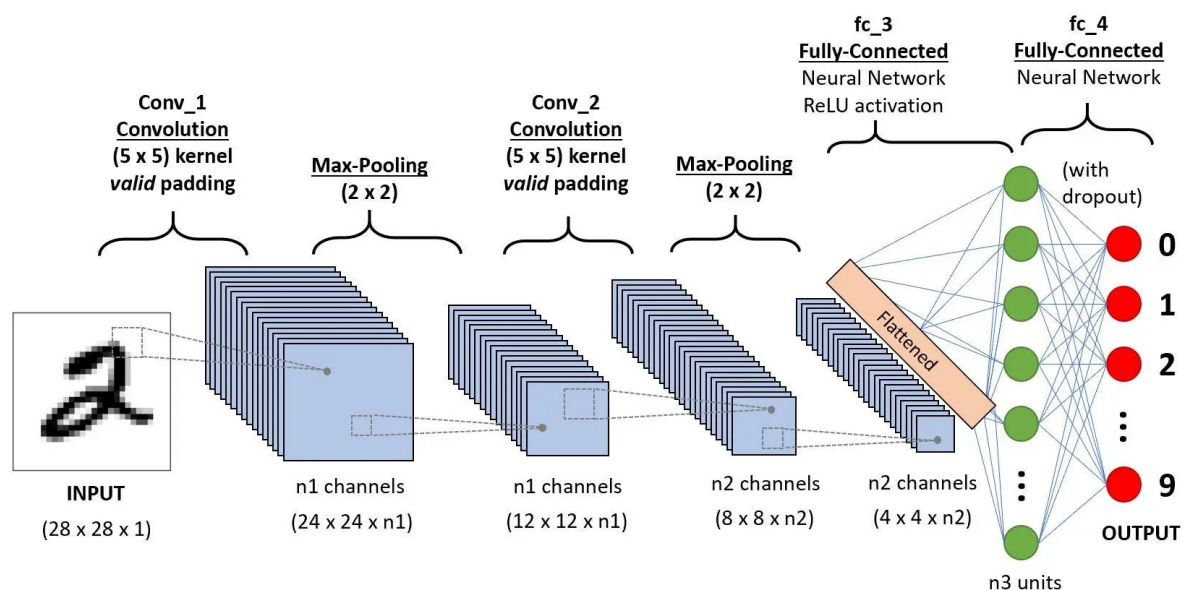 Conv_1
Convolution
(5 x 5) kernel
valid padding
Max-Pooling
(2 x 2)
Conv_2
Convolution
(5 x 5) kernel
valid padding
Max-Pooling
(2 x 2)
fc_3
Fully-Connected
Neural Network
ReLU activation
fc_4
Fully-Connected
Neural Network
(with
dropout)
2
INPUT
(28 x 28 x 1)
n1 channels
(24 x 24 x n1)
n1 channels
(12 x 12 x n1)
n2 channels
(8 x 8 x n2)
n2 channels
(4 x 4 x n2)
Flattened
n3 units
0
1
2
9
OUTPUT